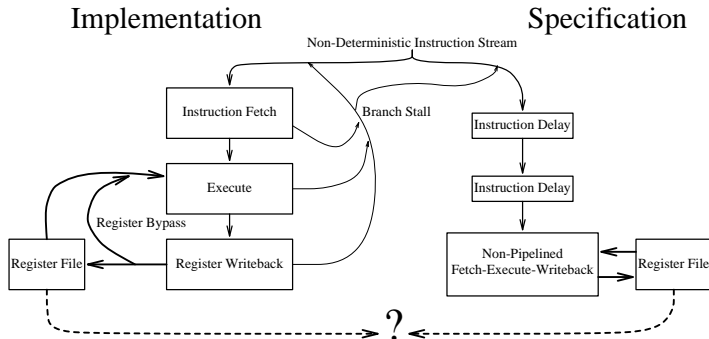 Implementation
Specification
Non-Deterministic Instruction Stream
Instruction Fetch
Branch Stall
Instruction Delay
Execute
Instruction Delay
Register Bypass
Register File
Register Writeback
Non-Pipelined
Fetch-Execute-Writeback
Register File
?